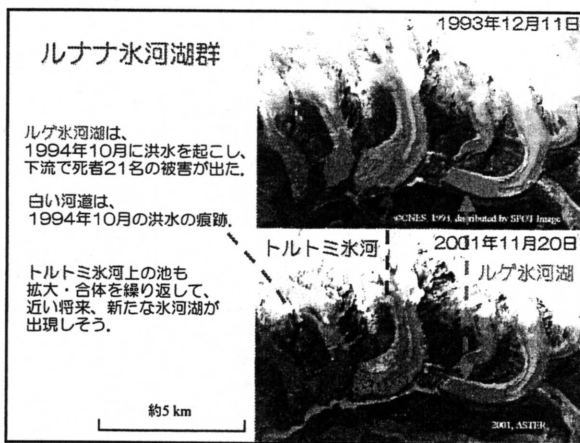 ルナナ氷河湖群
ルゲ氷河湖は、
1994年10月に洪水を起こし、
下流で死者21名の被害が出た.
白い河道は、
1994年10月の洪水の痕跡.
トルトミ氷河上の池も
拡大・合体を繰り返して、
近い将来、新たな氷河湖が
出現しそう.
約5 km
1993年12月11日
©CNES, 1994, distributed by SPOT Image
トルトミ氷河
2001年11月20日
ルゲ氷河湖
2001, ASTER